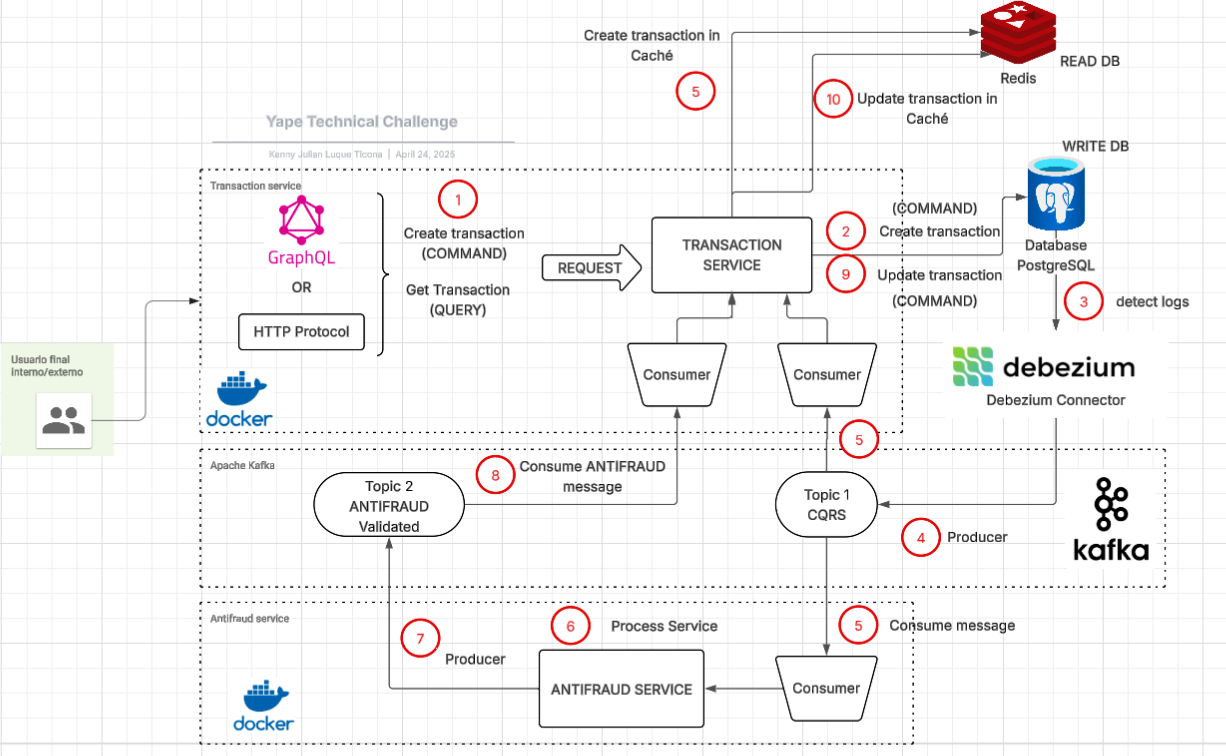 Create transaction in
Caché
5
Redis
READ DB
10
Update transaction in
Caché
Yape Technical Challenge
Kenny Julian Luque Ticona | April 24, 2025
WRITE DB
Transaction service
GraphQL
OR
HTTP Protocol
docker
1
Create transaction
(COMMAND)
Get Transaction
(QUERY)
REQUEST
TRANSACTION
SERVICE
(COMMAND)
2
Create transaction
9
Update transaction
(COMMAND)
Database
PostgreSQL
3
detect logs
Usuario final
interno/externo
Consumer
Consumer
debezium
Debezium Connector
5
Apache Kafka
Topic 2
ANTIFRAUD
Validated
8
Consume ANTIFRAUD
message
Topic 1
CQRS
4
Producer
kafka
Antifraud service
7
Producer
6
Process Service
5
Consume message
ANTIFRAUD SERVICE
Consumer
docker